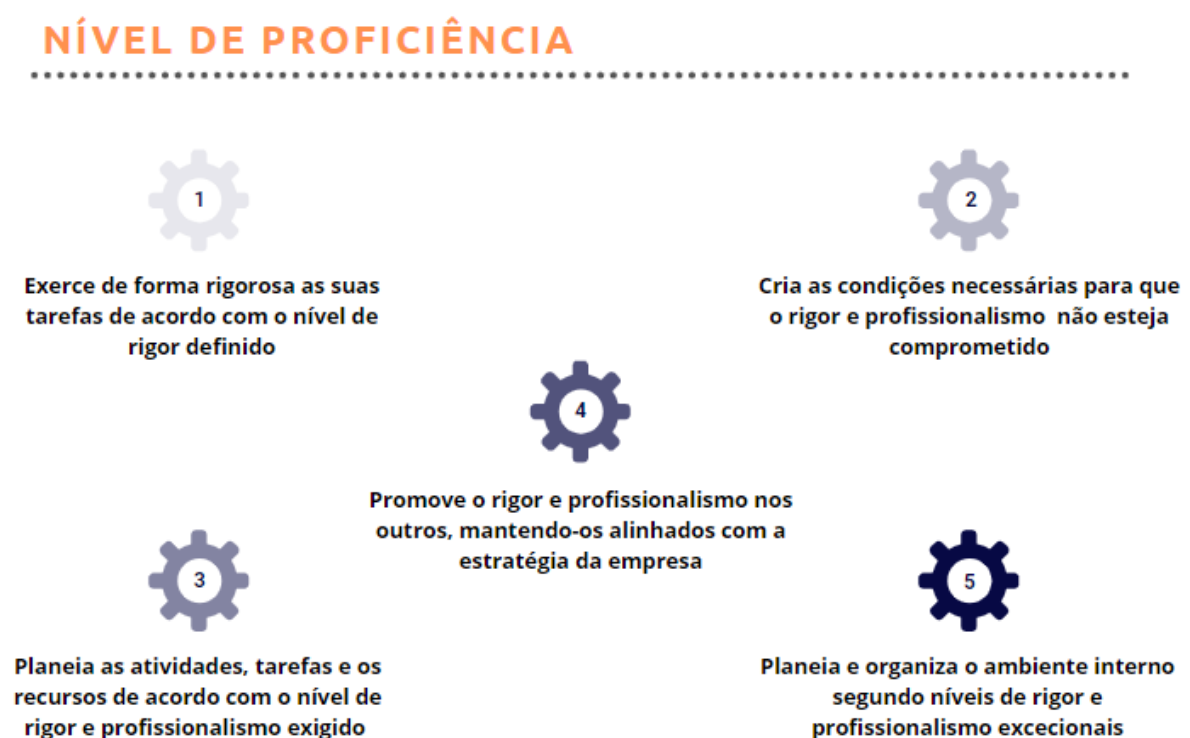 NÍVEL DE PROFICIÊNCIA
1
Exerce de forma rigorosa as suas
tarefas de acordo com o nível de
rigor definido
2
Cria as condições necessárias para que
o rigor e profissionalismo não esteja
comprometido
4
Promove o rigor e profissionalismo nos
outros, mantendo-os alinhados com a
estratégia da empresa
3
Planeia as atividades, tarefas e os
recursos de acordo com o nível de
rigor e profissionalismo exigido
5
Planeia e organiza o ambiente interno
segundo níveis de rigor e
profissionalismo excecionais